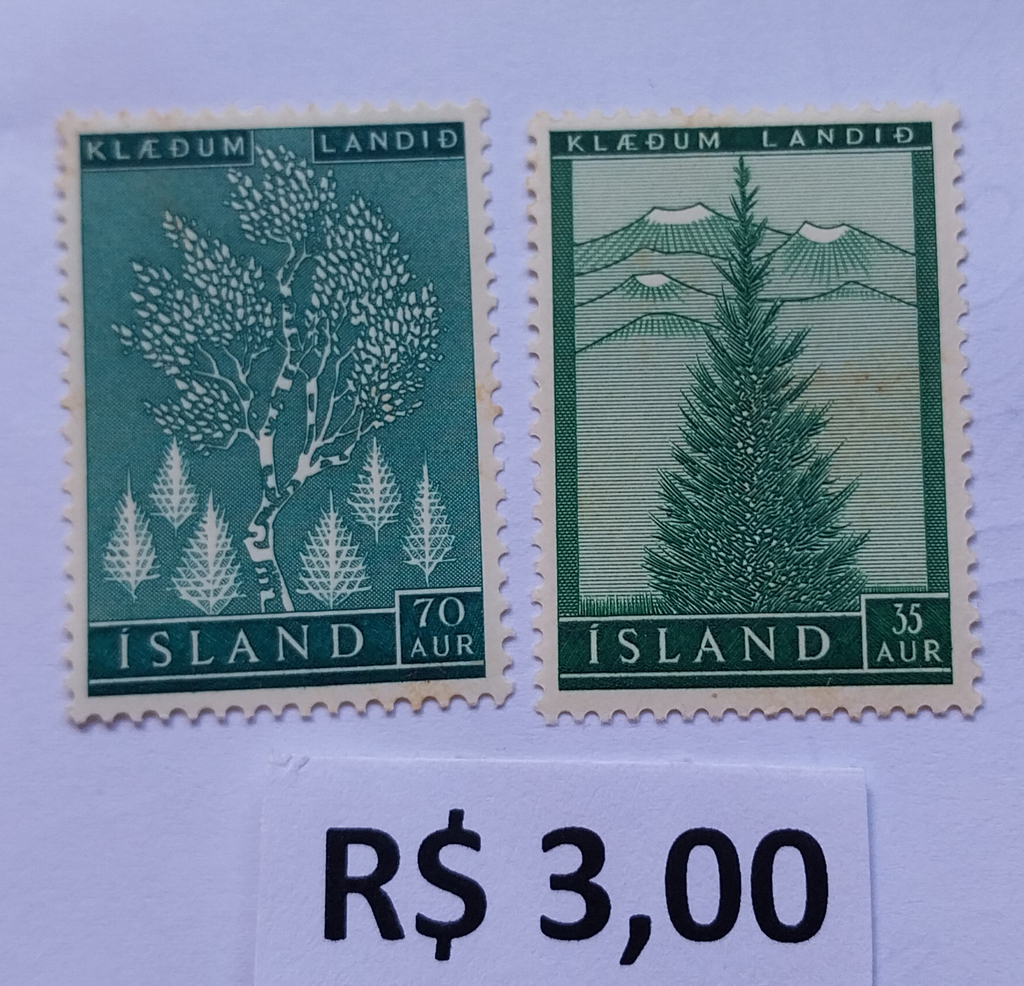 KLÆÐUM LANDIÐ
70
AUR
ÍSLAND
KLÆÐUM LANDIÐ
35
AUR
ÍSLAND
R$ 3,00